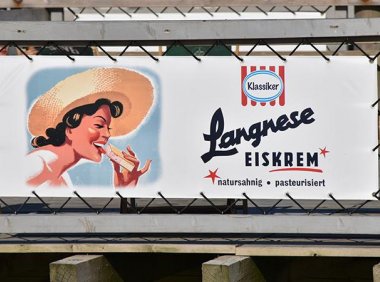 Klassiker
Langnese
EISKREM
natursahnig • pasteurisiert